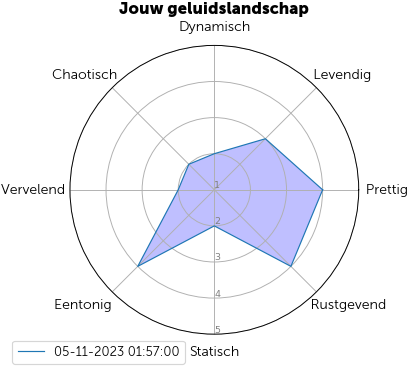 Jouw geluidslandschap
Dynamisch
Chaotisch
Levendig
Vervelend
1
Prettig
2
3
Eentonig
4
Rustgevend
5
05-11-2023 01:57:00
Statisch